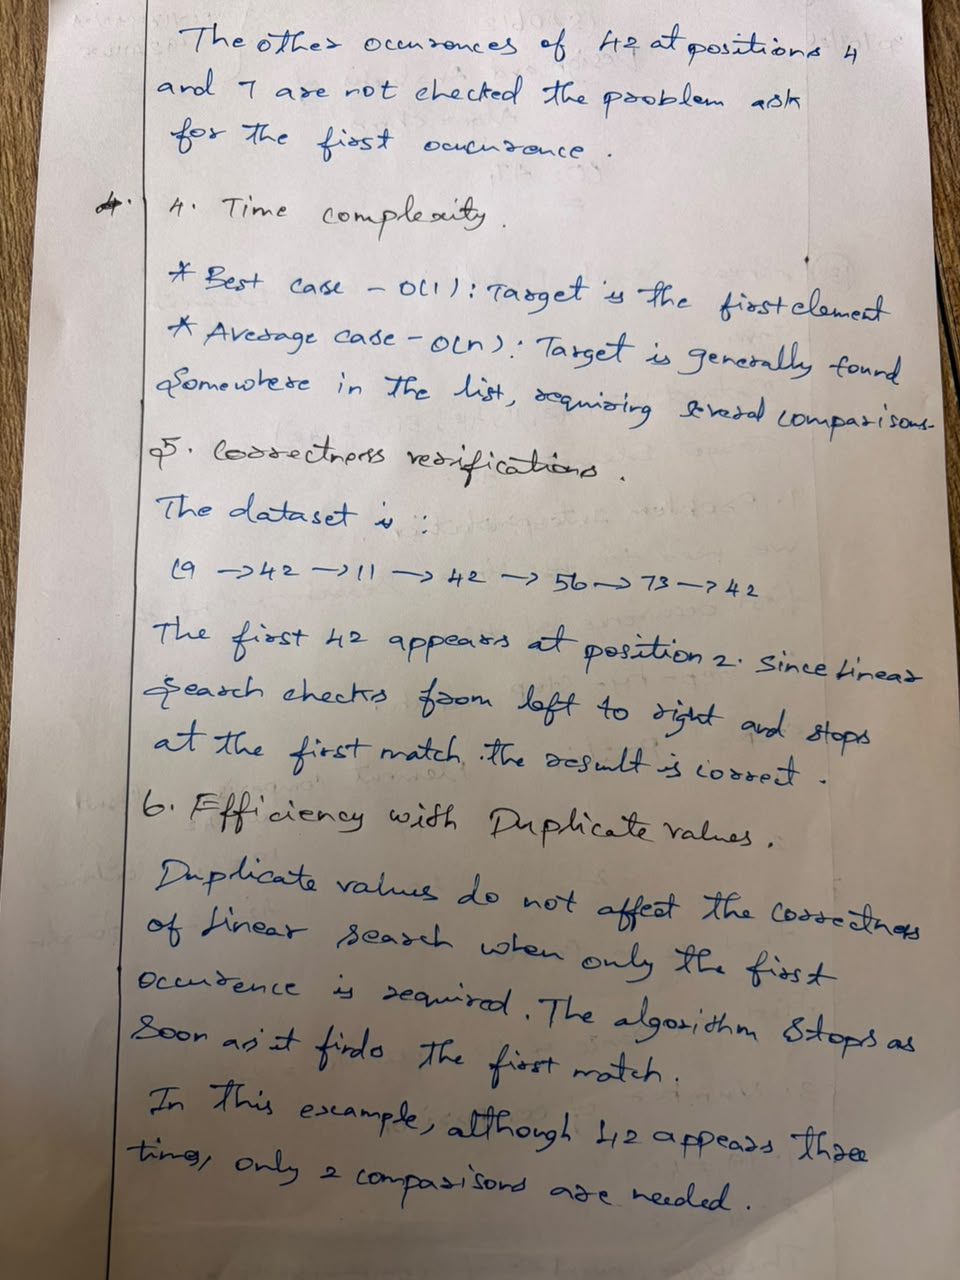 The other occurences of 42 at positions 4
and 7 are not checked the problem ask
for the first occurence .
4. 4. Time complexity .
* Best case - O(1) : Target is the first element
* Average case - O(n) : Target is generally found
Somewhere in the list, requiring several comparisons.
5. Correctness verifications .
The dataset is :
19 → 42 → 11 → 42 → 56 → 73 → 42
The first 42 appears at position 2. Since Linear
Search checks from left to right and stops
at the first match. the result is correct .
6. Efficiency with Duplicate values .
Duplicate values do not affect the correctness
of Linear search when only the first
occurence is required. The algorithm Stops as
Soon as it finds the first match.
In this example, although 42 appears three
times, only 2 comparisons are needed .